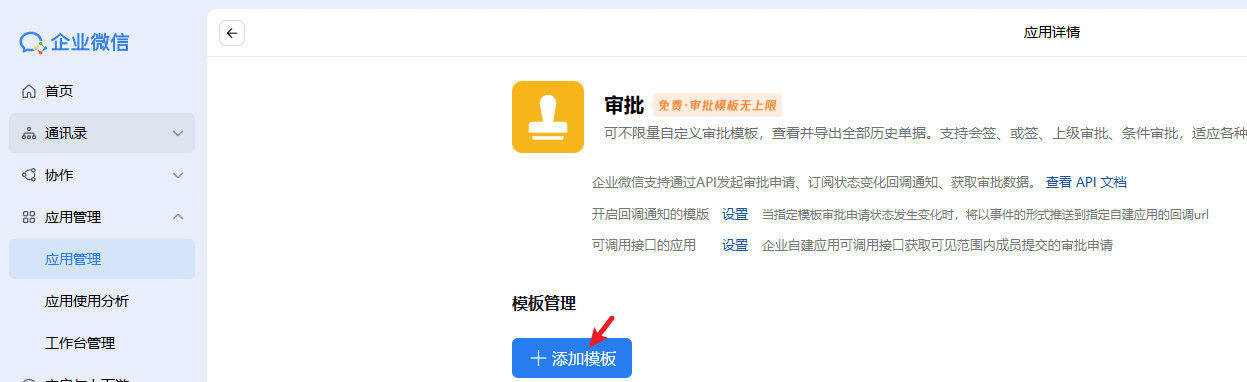 企业微信
首页
通讯录
协作
应用管理
应用管理
应用使用分析
工作台管理
应用详情
审批 免费·审批模板无上限
可不限量自定义审批模板，查看并导出全部历史单据。支持会签、或签、上级审批、条件审批，适应各种
企业微信支持通过API发起审批申请、订阅状态变化回调通知、获取审批数据。 查看 API 文档
开启回调通知的模版 设置 当指定模板审批申请状态发生变化时，将以事件的形式推送到指定自建应用的回调url
可调用接口的应用 设置 企业自建应用可调用接口获取可见范围内成员提交的审批申请
模板管理
添加模板